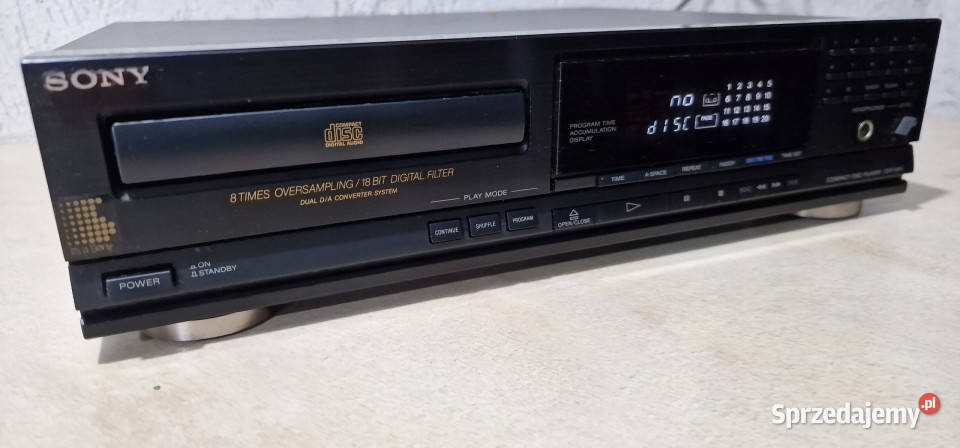 SONY
COMPACT
disc
DIGITAL AUDIO
8 TIMES OVERSAMPLING / 18 BIT DIGITAL FILTER
DUAL D/A CONVERTER SYSTEM
PLAY MODE
CONTINUE SHUFFLE PROGRAM
OPEN/CLOSE
ON
STANDBY
POWER
no
disc
1 2 3 4 5
6 7 8 9 10
11 12 13 14 15
16 17 18 19 20
PROGRAM TIME
ACCUMULATION
DISPLAY
TIME A-SPACE REPEAT FADER
COMPACT DISC PLAYER
Sprzedajemy.pl